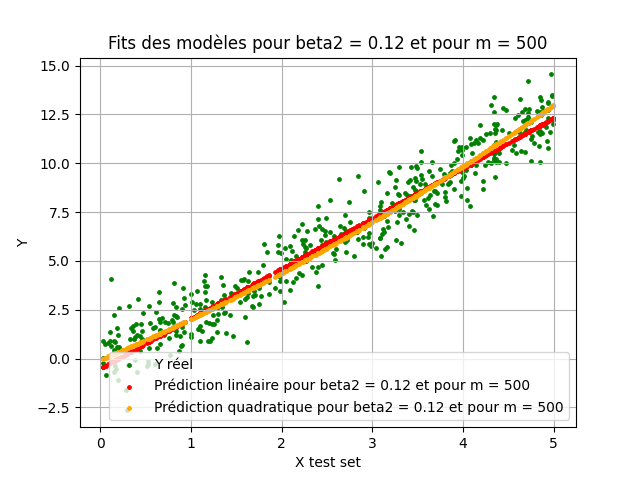 Fits des modèles pour beta2 = 0.12 et pour m = 500
15.0
12.5
10.0
7.5
5.0
2.5
0.0
−2.5
Y
Y réel
Prédiction linéaire pour beta2 = 0.12 et pour m = 500
Prédiction quadratique pour beta2 = 0.12 et pour m = 500
0 1 2 3 4 5
X test set